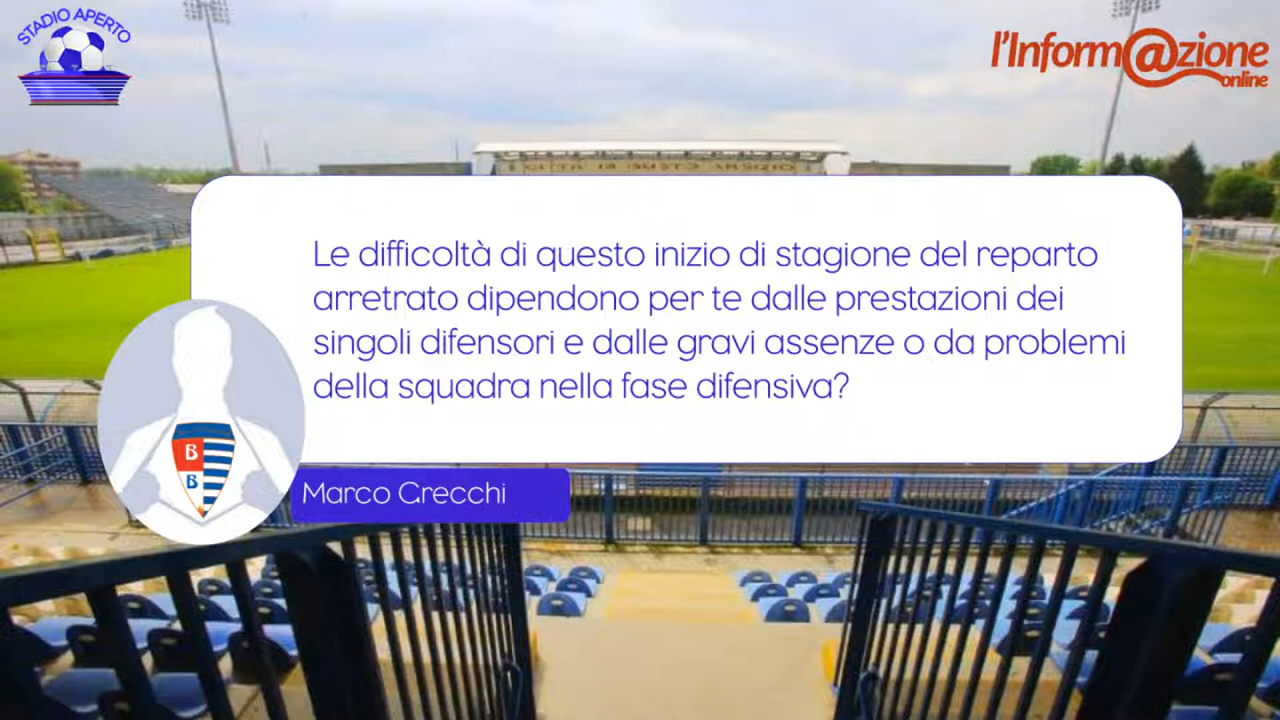 STADIO APERTO
l'Inform@zione
online
Le difficoltà di questo inizio di stagione del reparto
arretrato dipendono per te dalle prestazioni dei
singoli difensori e dalle gravi assenze o da problemi
della squadra nella fase difensiva?
B
B
Marco Grecchi